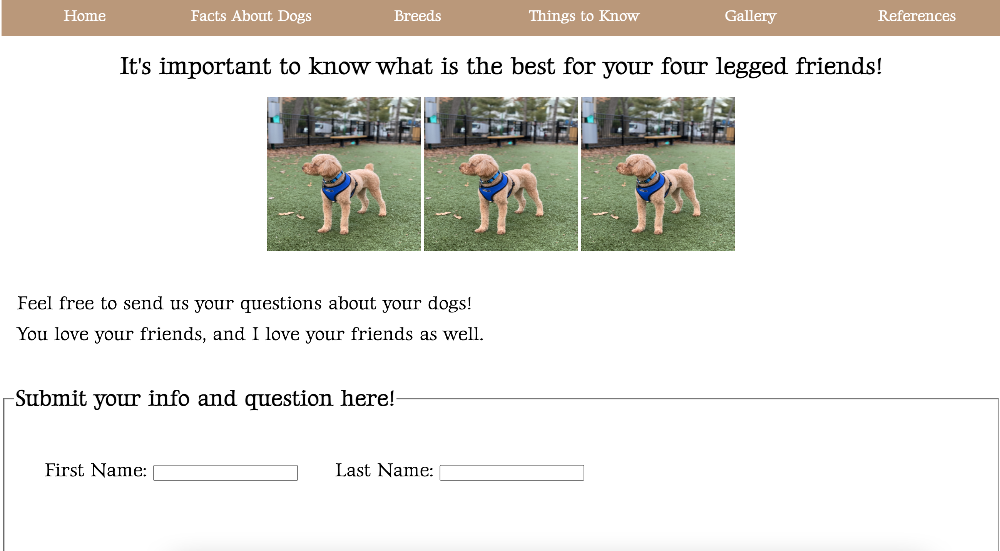 Home Facts About Dogs Breeds Things to Know Gallery References
It's important to know what is the best for your four legged friends!
Feel free to send us your questions about your dogs!
You love your friends, and I love your friends as well.
Submit your info and question here!
First Name: Last Name: